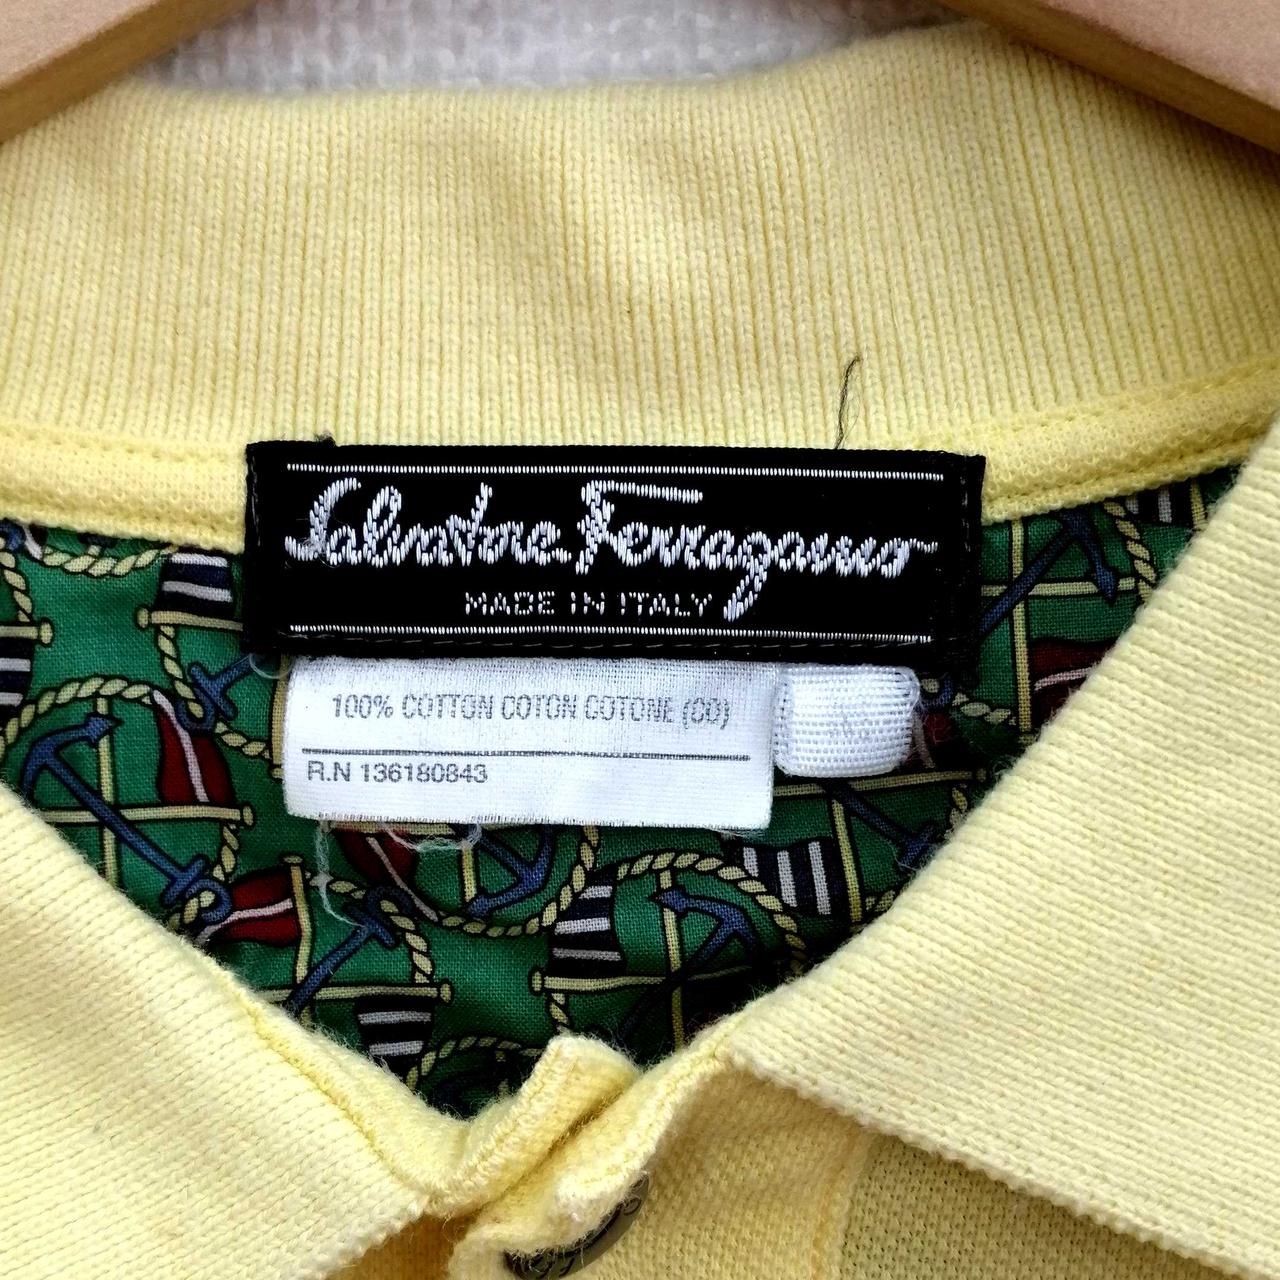 Salvatore Ferragamo
MADE IN ITALY
100% COTTON COTON COTONE (CO)
R.N 136180843